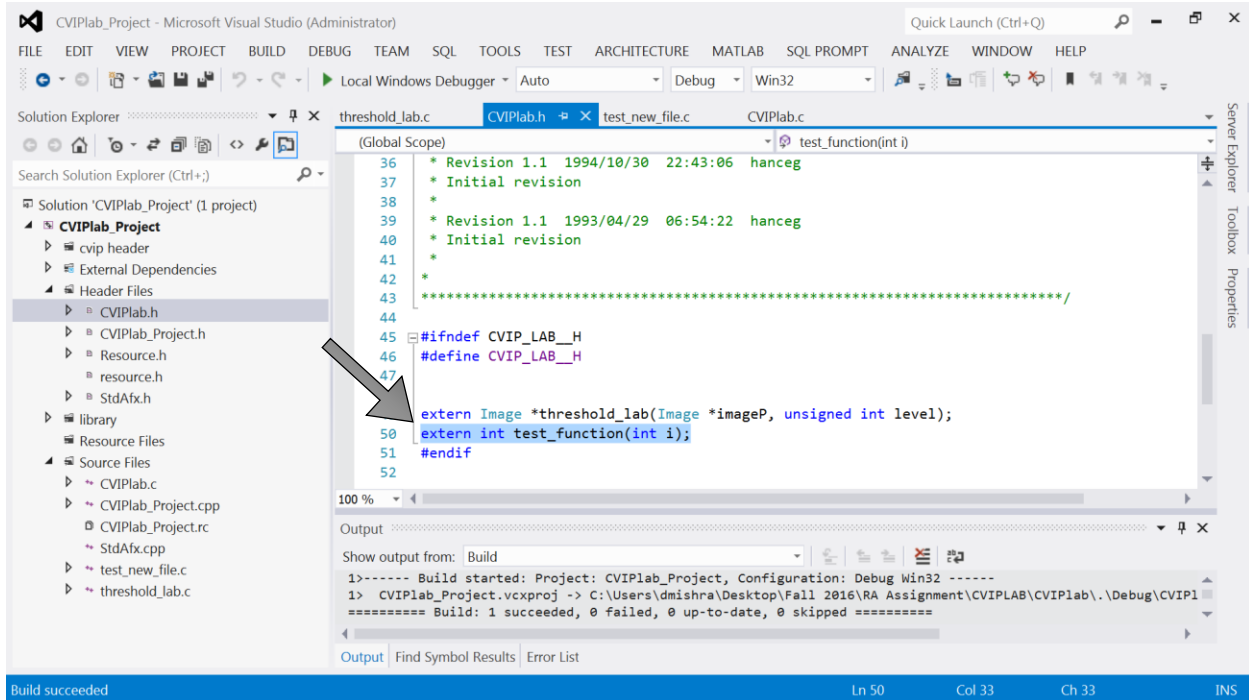 CVIPlab_Project - Microsoft Visual Studio (Administrator)
Quick Launch (Ctrl+Q)
FILE EDIT VIEW PROJECT BUILD DEBUG TEAM SQL TOOLS TEST ARCHITECTURE MATLAB SQL PROMPT ANALYZE WINDOW HELP
Local Windows Debugger Auto Debug Win32
Solution Explorer
Search Solution Explorer (Ctrl+;)
Solution 'CVIPlab_Project' (1 project)
CVIPlab_Project
cvip header
External Dependencies
Header Files
CVIPlab.h
CVIPlab_Project.h
Resource.h
resource.h
StdAfx.h
library
Resource Files
Source Files
CVIPlab.c
CVIPlab_Project.cpp
CVIPlab_Project.rc
StdAfx.cpp
test_new_file.c
threshold_lab.c
threshold_lab.c CVIPlab.h test_new_file.c CVIPlab.c
(Global Scope) test_function(int i)
36 * Revision 1.1 1994/10/30 22:43:06 hanceg
37 * Initial revision
38 *
39 * Revision 1.1 1993/04/29 06:54:22 hanceg
40 * Initial revision
41 *
42 *
43 ****************************************************************************/
44
45 #ifndef CVIP_LAB__H
46 #define CVIP_LAB__H
47
extern Image *threshold_lab(Image *imageP, unsigned int level);
50 extern int test_function(int i);
51 #endif
52
100 %
Output
Show output from: Build
1>------ Build started: Project: CVIPlab_Project, Configuration: Debug Win32 ------
1> CVIPlab_Project.vcxproj -> C:\Users\dmishra\Desktop\Fall 2016\RA Assignment\CVIPLAB\CVIPlab\.\Debug\CVIPl
========== Build: 1 succeeded, 0 failed, 0 up-to-date, 0 skipped ==========
Output Find Symbol Results Error List
Server Explorer
Toolbox
Properties
Build succeeded Ln 50 Col 33 Ch 33 INS